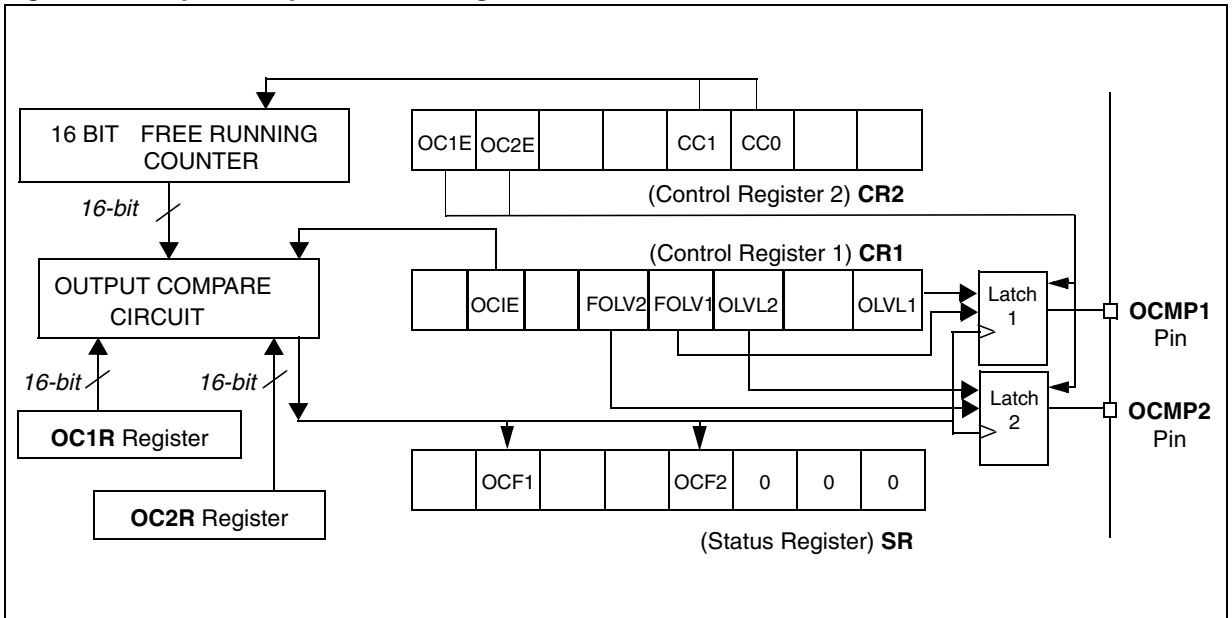 16 BIT FREE RUNNING
COUNTER
OC1E OC2E CC1 CC0
(Control Register 2) CR2
16-bit
(Control Register 1) CR1
OUTPUT COMPARE
CIRCUIT
OCIE FOLV2 FOLV1 OLVL2 OLVL1
Latch
1
OCMP1
Pin
16-bit 16-bit
Latch
2
OCMP2
Pin
OC1R Register
OCF1 OCF2 0 0 0
OC2R Register
(Status Register) SR